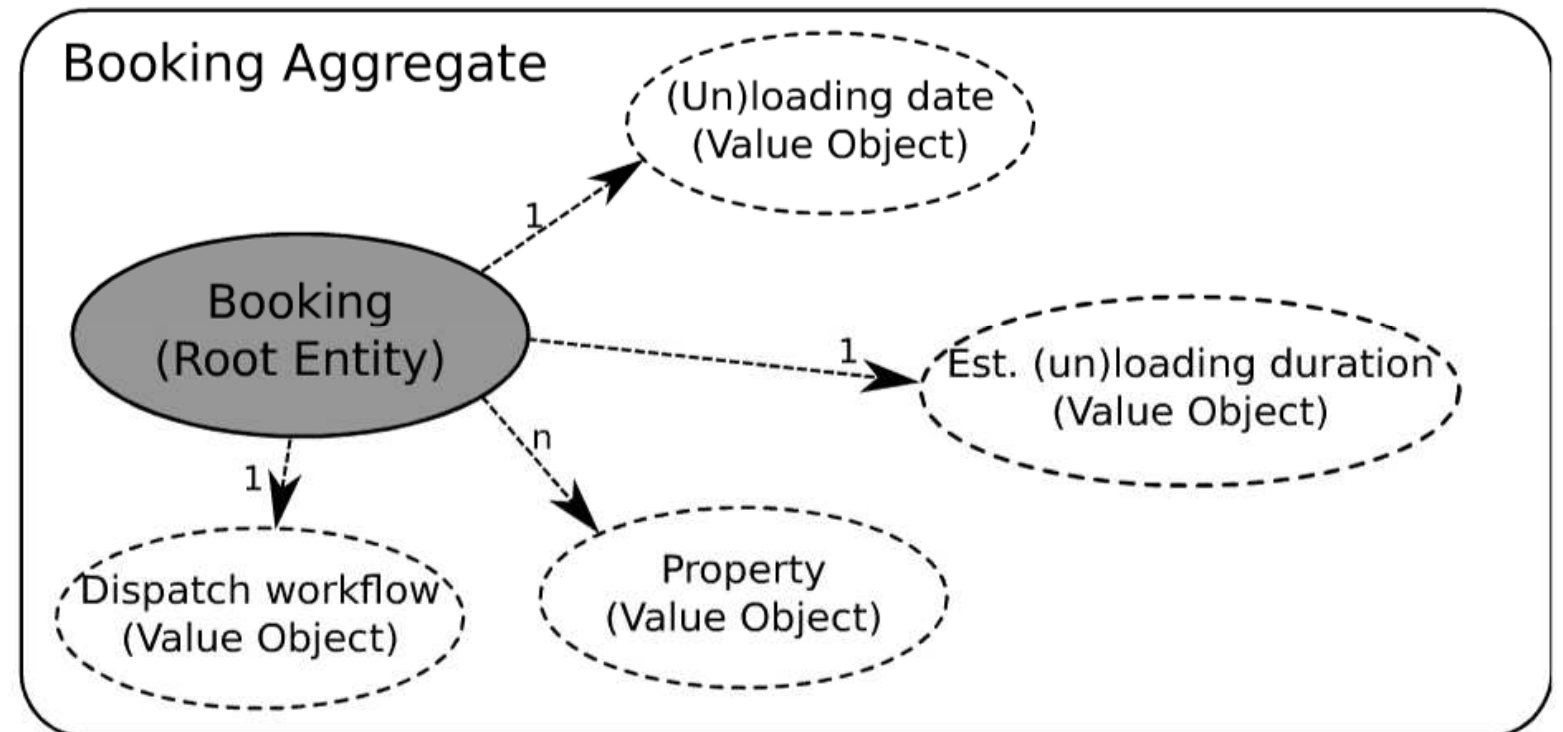 Booking Aggregate
(Un)loading date
(Value Object)
1
Booking
(Root Entity)
1
Est. (un)loading duration
(Value Object)
n
1
Dispatch workflow
(Value Object)
Property
(Value Object)